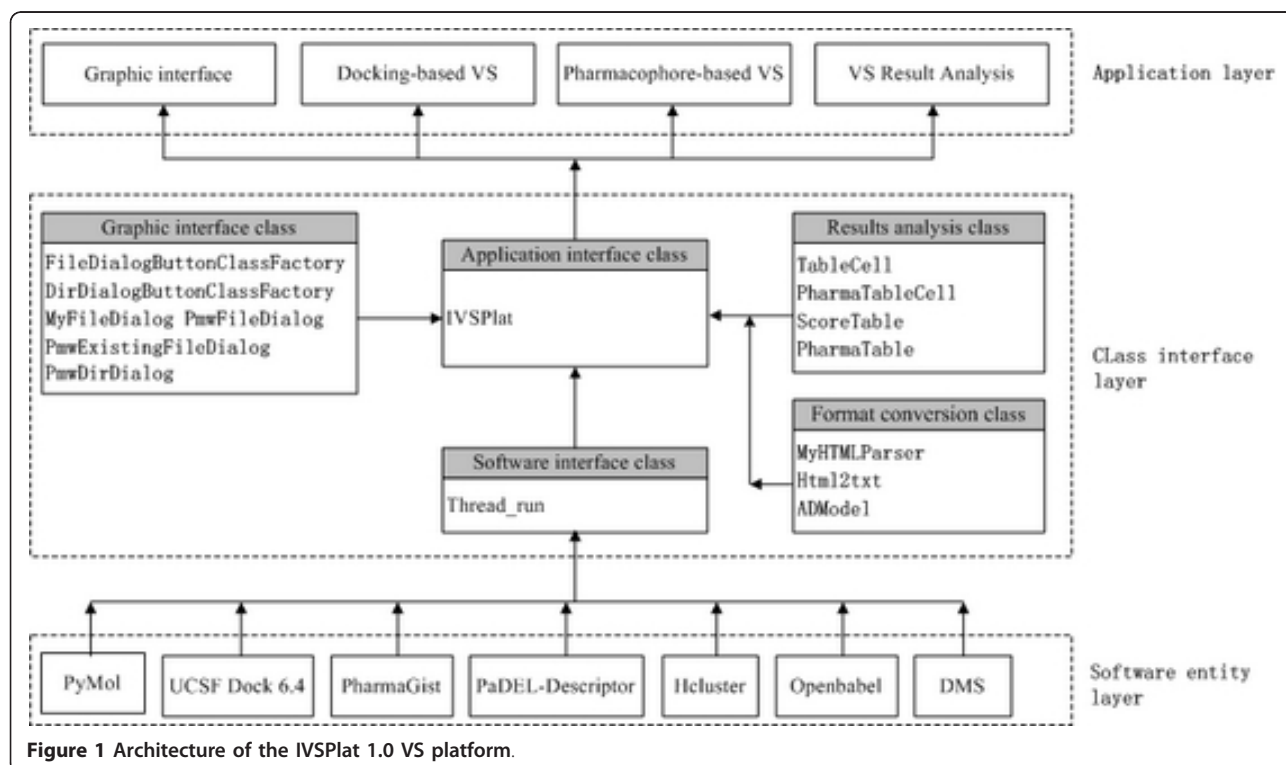 Graphic interface
Docking-based VS
Pharmacophore-based VS
VS Result Analysis
Application layer
Graphic interface class
FileDialogButtonClassFactory
DirDialogButtonClassFactory
MyFileDialog PmwFileDialog
PmwExistingFileDialog
PmwDirDialog
Application interface class
IVSPlat
Results analysis class
TableCell
PharmaTableCell
ScoreTable
PharmaTable
Format conversion class
MyHTMLParser
Html2txt
ADModel
Software interface class
Thread_run
CLass interface
layer
PyMol
UCSF Dock 6.4
PharmaGist
PaDEL-Descriptor
Hcluster
Openbabel
DMS
Software entity
layer
Figure 1 Architecture of the IVSPlat 1.0 VS platform.